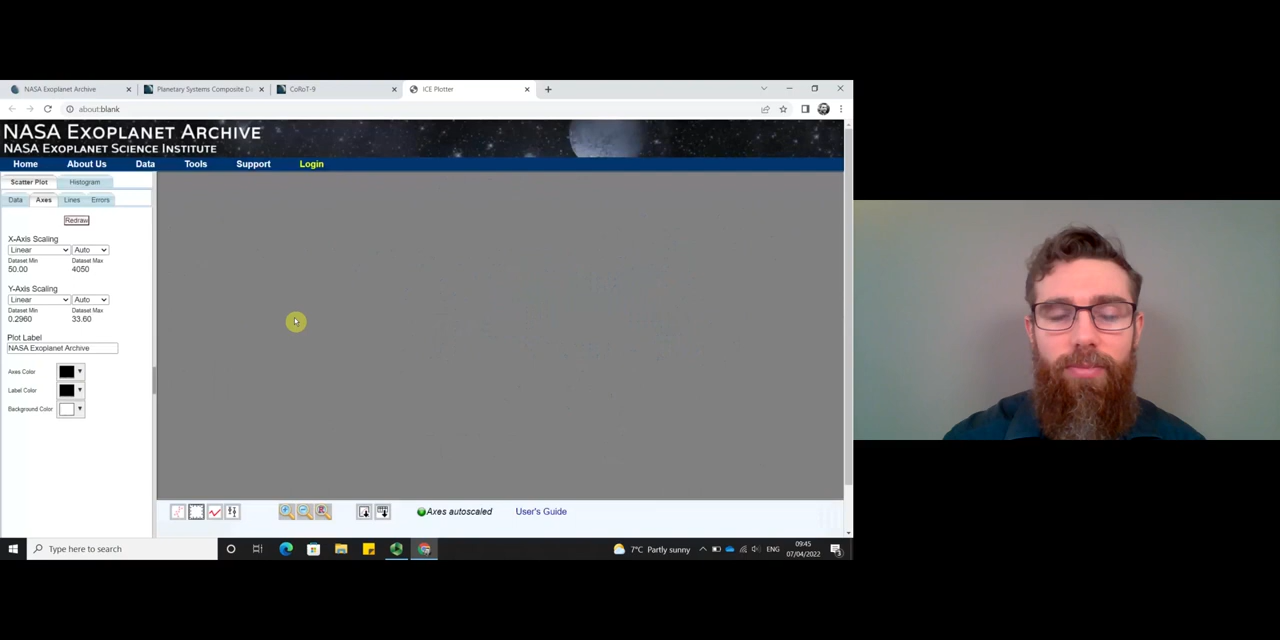 NASA Exoplanet Archive
Planetary Systems Composite Da
CoRoT-9
ICE Plotter
about:blank
NASA EXOPLANET ARCHIVE
NASA EXOPLANET SCIENCE INSTITUTE
Home About Us Data Tools Support Login
Scatter Plot Histogram
Data Axes Lines Errors
Redraw
X-Axis Scaling
Linear Auto
Dataset Min Dataset Max
50.00 4050
Y-Axis Scaling
Linear Auto
Dataset Min Dataset Max
0.2960 33.60
Plot Label
NASA Exoplanet Archive
Axes Color
Label Color
Background Color
Axes autoscaled User's Guide
Type here to search
7°C Partly sunny
ENG
09:45
07/04/2022